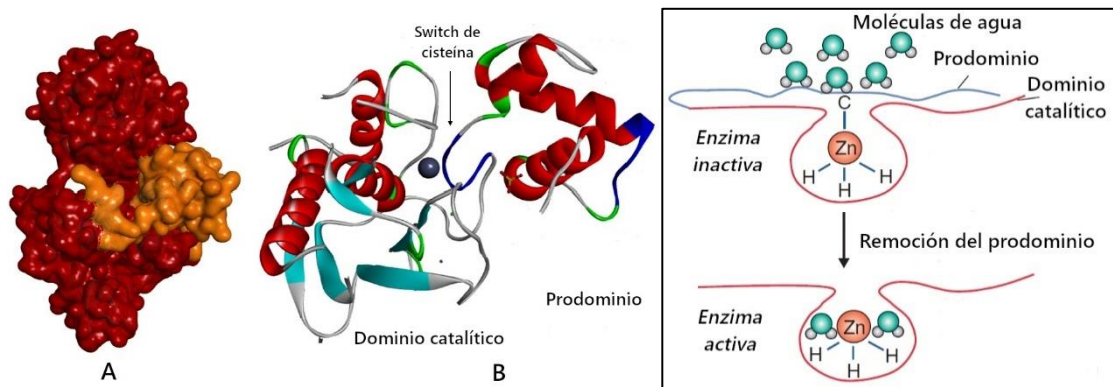 A
Switch de
cisteína
Prodominio
Dominio catalítico
B
Moléculas de agua
Prodominio
Dominio
catalítico
C
Enzima
inactiva
Zn
H
H
H
Remoción del prodominio
Enzima
activa
Zn
H
H
H